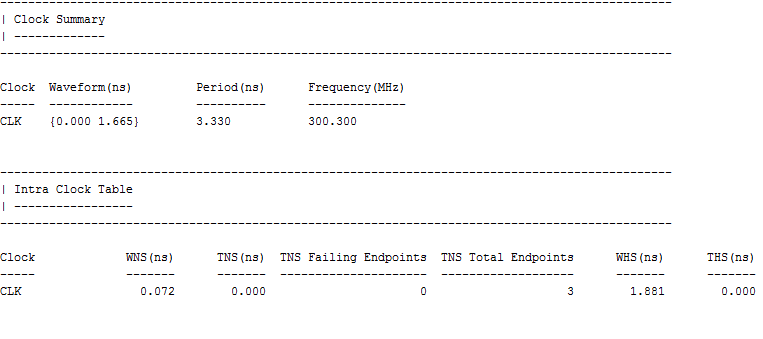 ------------------------------------------------------------------------------------------------
| Clock Summary
| -------------
------------------------------------------------------------------------------------------------
Clock  Waveform(ns)         Period(ns)      Frequency(MHz)
-----  ------------         ----------      --------------
CLK    {0.000 1.665}        3.330           300.300
------------------------------------------------------------------------------------------------
| Intra Clock Table
| -----------------
------------------------------------------------------------------------------------------------
Clock             WNS(ns)      TNS(ns)  TNS Failing Endpoints  TNS Total Endpoints      WHS(ns)      THS(ns)
-----             -------      -------  ---------------------  -------------------      -------      -------
CLK                 0.072        0.000                      0                    3        1.881        0.000